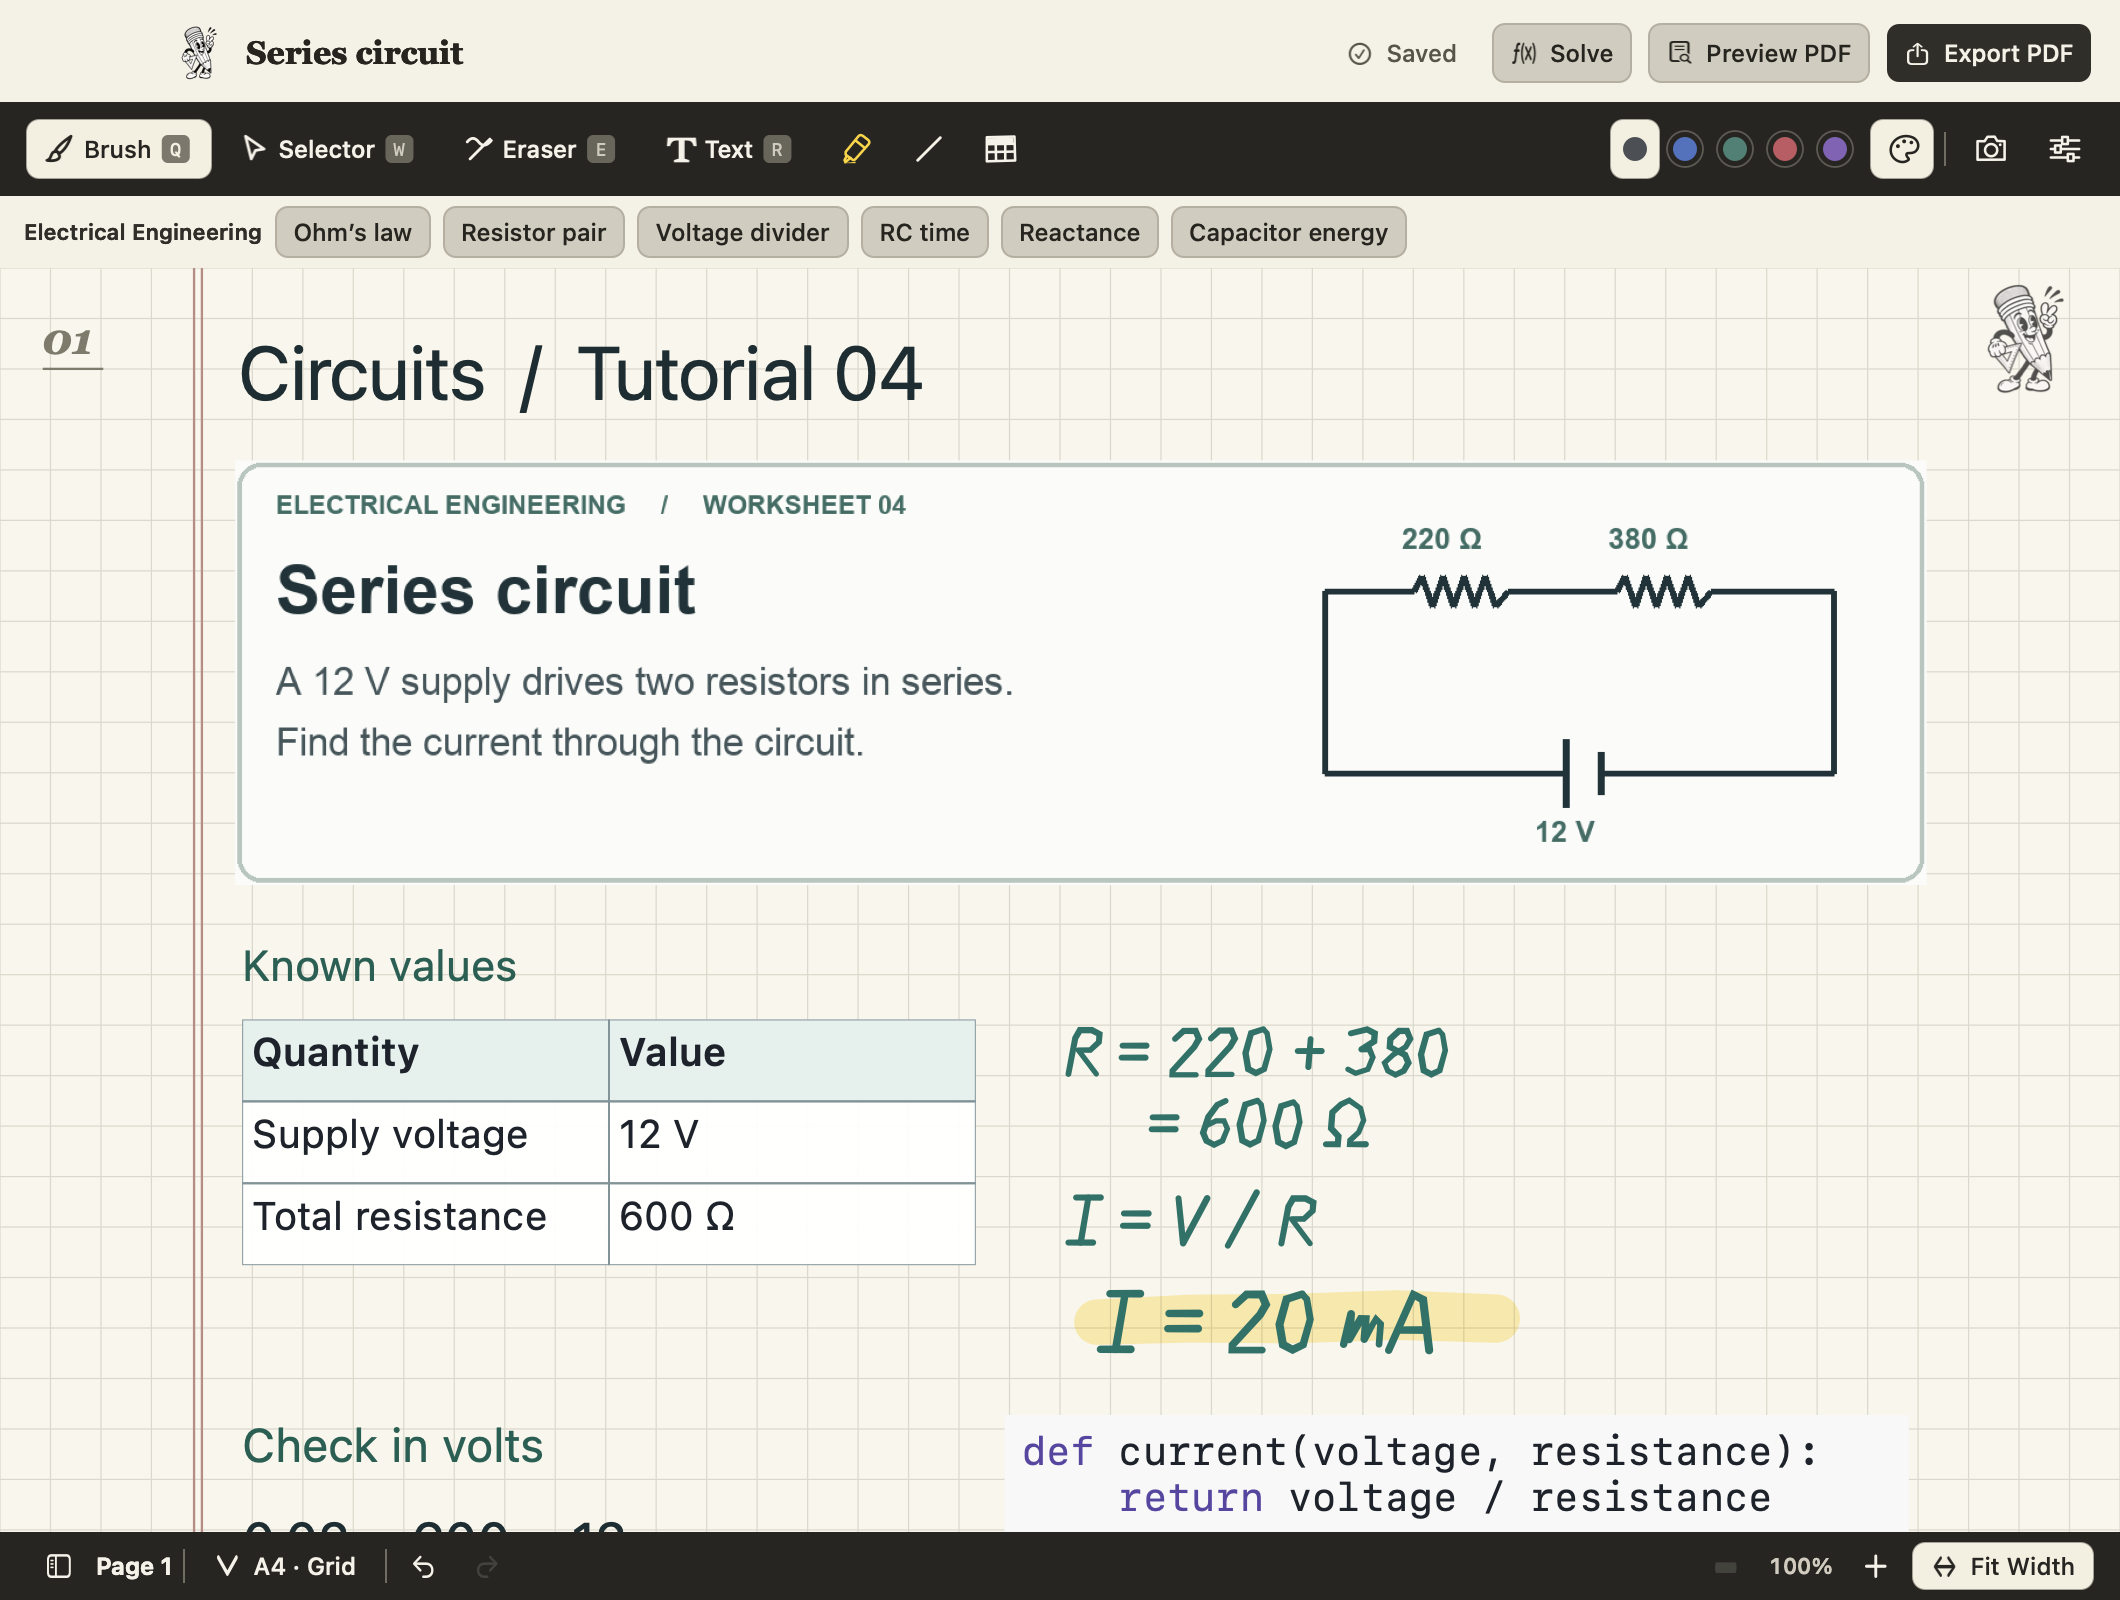 Series circuit
Saved
f(x) Solve
Preview PDF
Export PDF
Brush Q
Selector W
Eraser E
Text R
Electrical Engineering
Ohm’s law
Resistor pair
Voltage divider
RC time
Reactance
Capacitor energy
01
Circuits / Tutorial 04
ELECTRICAL ENGINEERING / WORKSHEET 04
Series circuit
A 12 V supply drives two resistors in series.
Find the current through the circuit.
220 Ω
380 Ω
12 V
Known values
Quantity Value
Supply voltage 12 V
Total resistance 600 Ω
R = 220 + 380
= 600 Ω
I = V / R
I = 20 mA
Check in volts
def current(voltage, resistance):
    return voltage / resistance
Page 1
A4 · Grid
100%
Fit Width